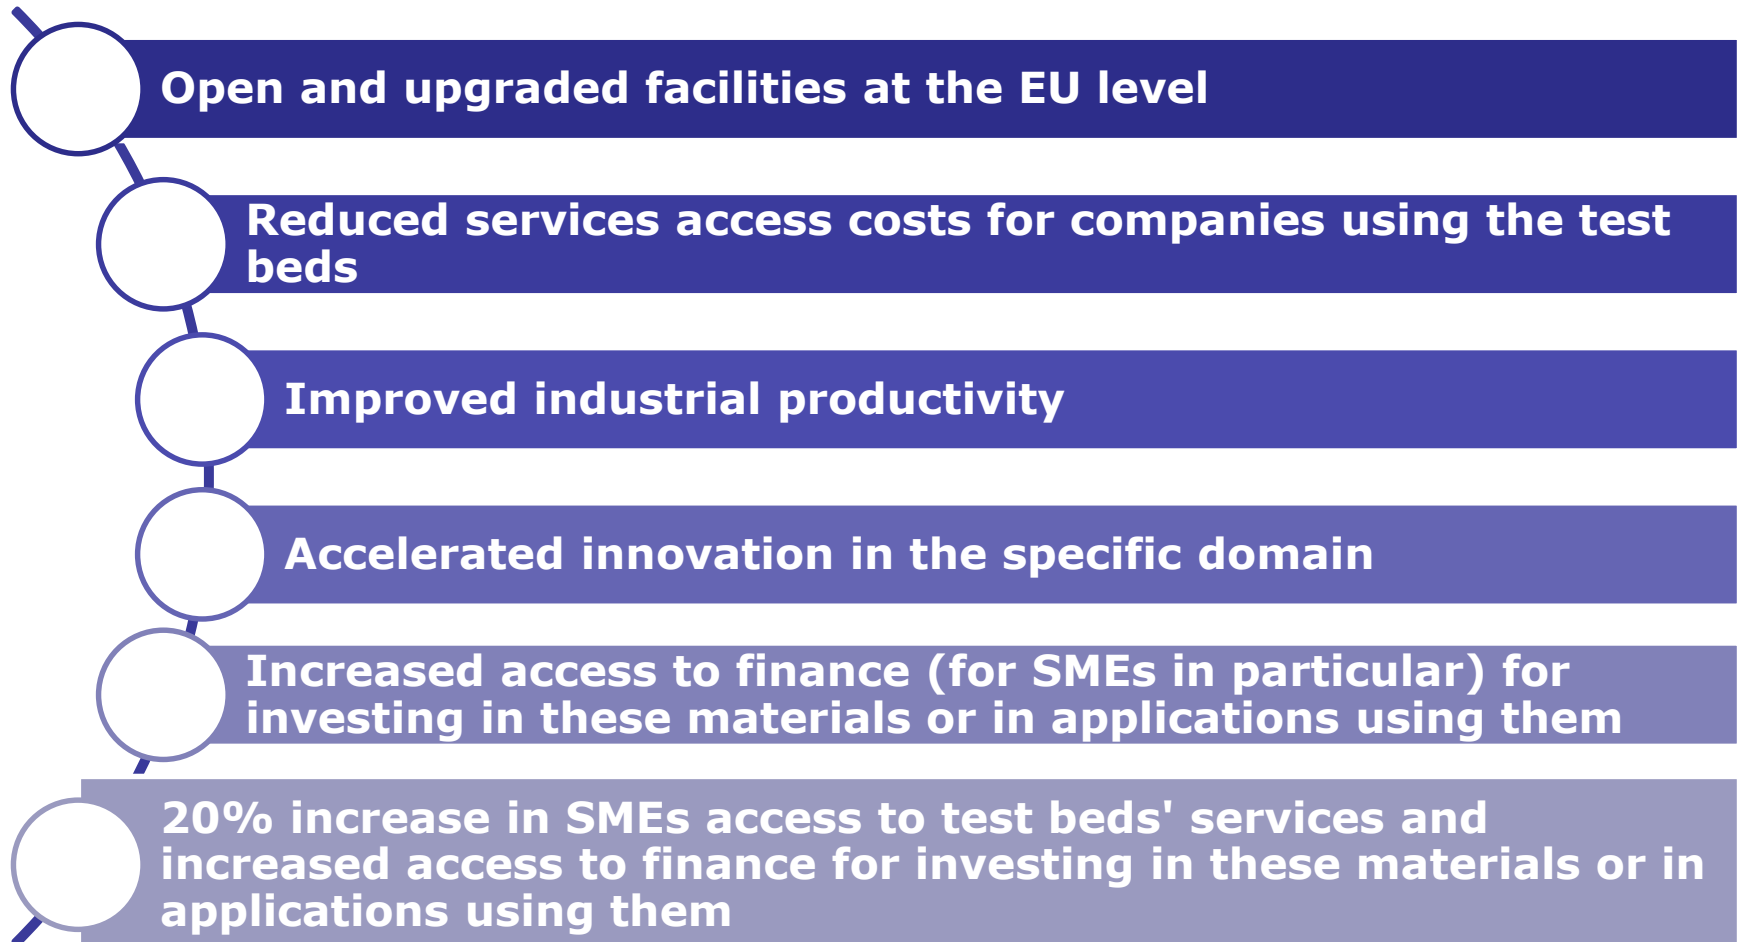 Open and upgraded facilities at the EU level
Reduced services access costs for companies using the test
beds
Improved industrial productivity
Accelerated innovation in the specific domain
Increased access to finance (for SMEs in particular) for
investing in these materials or in applications using them
20% increase in SMEs access to test beds' services and
increased access to finance for investing in these materials or in
applications using them